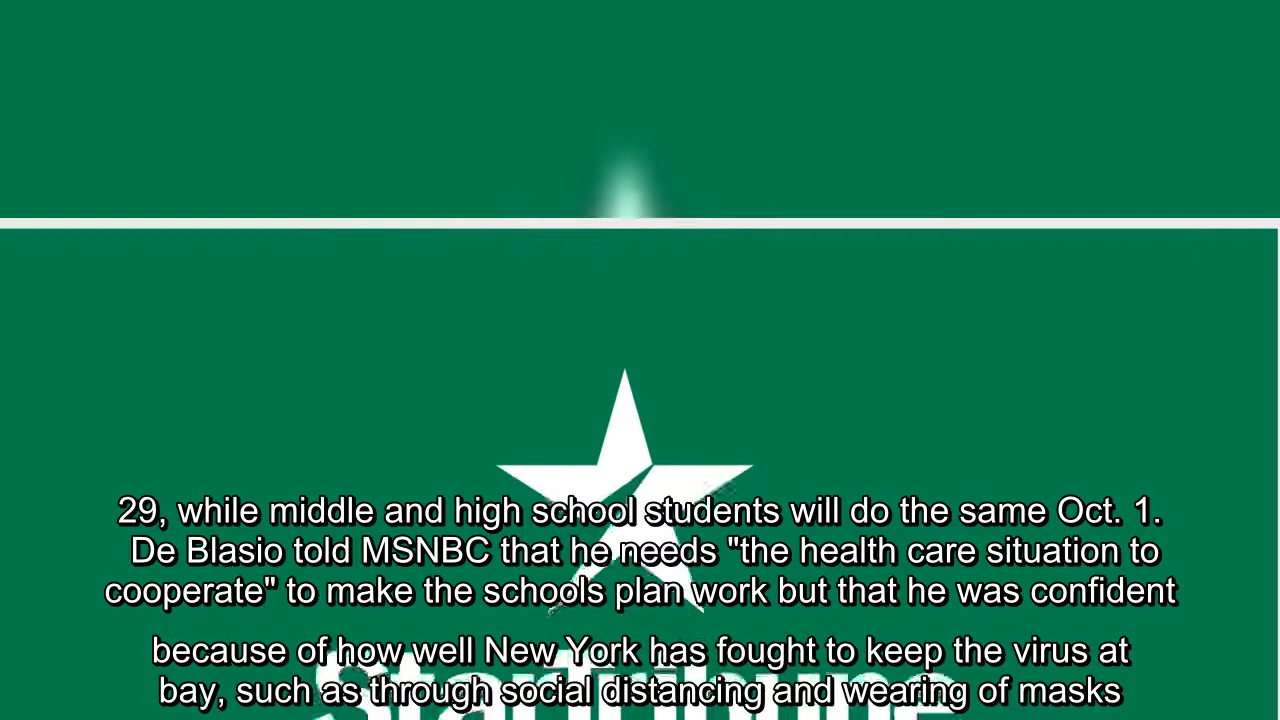 29, while middle and high school students will do the same Oct. 1.
De Blasio told MSNBC that he needs "the health care situation to
cooperate" to make the schools plan work but that he was confident
because of how well New York has fought to keep the virus at
bay, such as through social distancing and wearing of masks
StarTribune